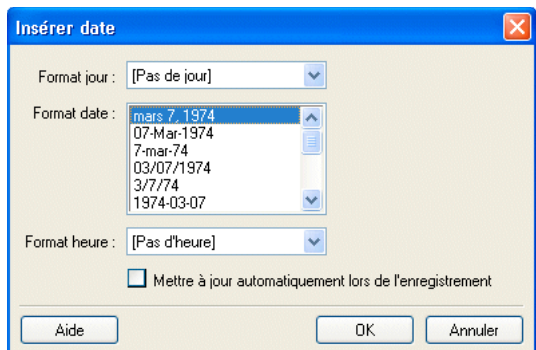 Insérer date
Format jour : [Pas de jour]
Format date : mars 7, 1974
07-Mar-1974
7-mar-74
03/07/1974
3/7/74
1974-03-07
Format heure : [Pas d'heure]
Mettre à jour automatiquement lors de l'enregistrement
Aide OK Annuler